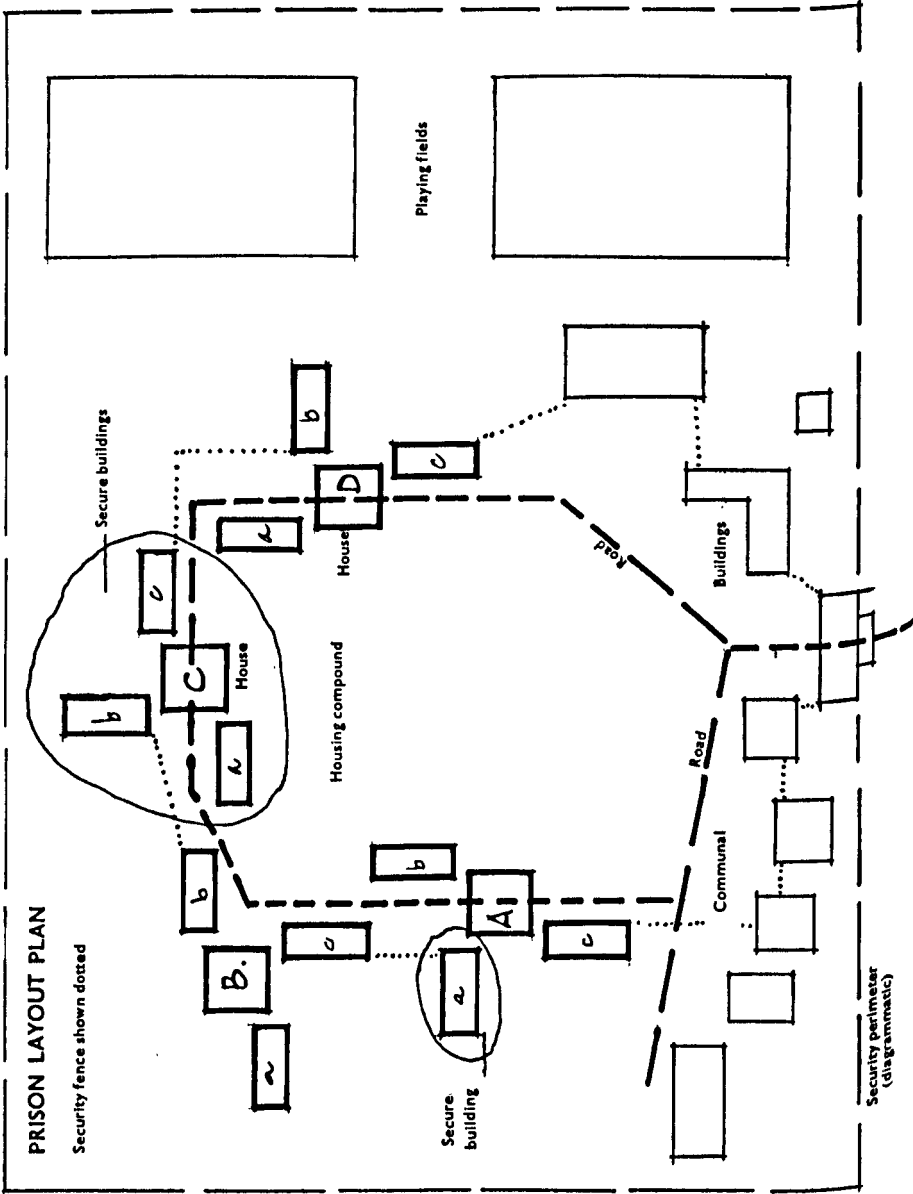 PRISON LAYOUT PLAN
Security fence shown dotted
Secure buildings
Playing fields
b
c
b
C
House
a
a
D
House
b
c
B.
c
a
Housing compound
b
A
a
c
Secure
building
Road
Road
Buildings
Communal
Security perimeter
(diagrammatic)